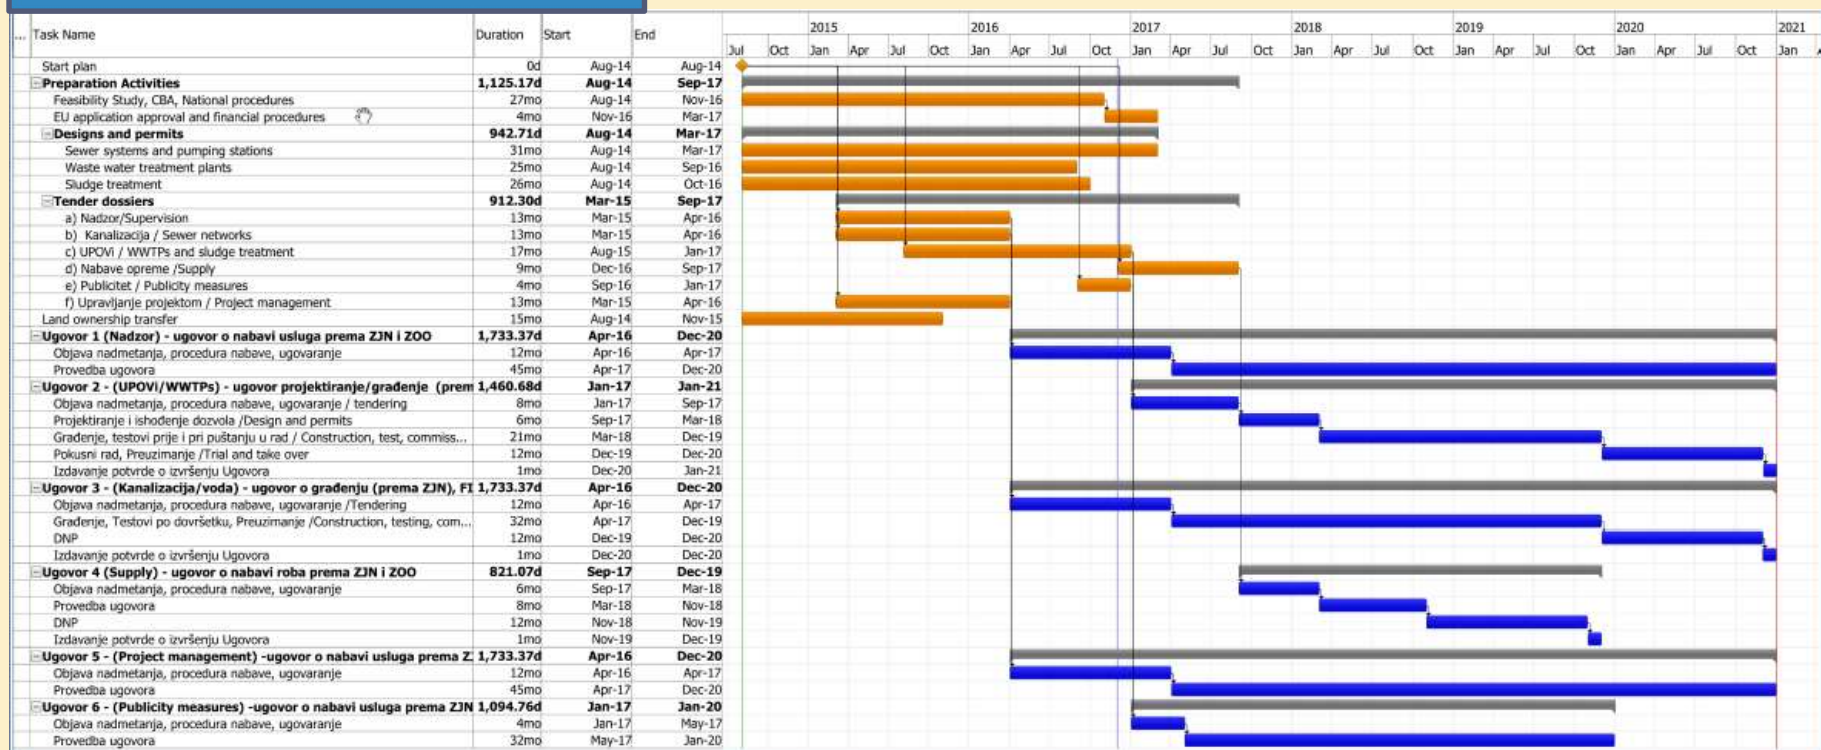 ... Task Name Duration Start End 2015 2016 2017 2018 2019 2020 2021
Jul Oct Jan Apr Jul Oct Jan Apr Jul Oct Jan Apr Jul Oct Jan Apr Jul Oct Jan Apr Jul Oct Jan Apr Jul Oct Jan
Start plan 0d Aug-14 Aug-14
Preparation Activities 1,125.17d Aug-14 Sep-17
Feasibility Study, CBA, National procedures 27mo Aug-14 Nov-16
EU application approval and financial procedures 4mo Nov-16 Mar-17
Designs and permits 942.71d Aug-14 Mar-17
Sewer systems and pumping stations 31mo Aug-14 Mar-17
Waste water treatment plants 25mo Aug-14 Sep-16
Sludge treatment 26mo Aug-14 Oct-16
Tender dossiers 912.30d Mar-15 Sep-17
a) Nadzor/Supervision 13mo Mar-15 Apr-16
b) Kanalizacija / Sewer networks 13mo Mar-15 Apr-16
c) UPOVi / WWTPs and sludge treatment 17mo Aug-15 Jan-17
d) Nabave opreme /Supply 9mo Dec-16 Sep-17
e) Publicitet / Publicity measures 4mo Sep-16 Jan-17
f) Upravljanje projektom / Project management 13mo Mar-15 Apr-16
Land ownership transfer 15mo Aug-14 Nov-15
Ugovor 1 (Nadzor) - ugovor o nabavi usluga prema ZJN i ZOO 1,733.37d Apr-16 Dec-20
Objava nadmetanja, procedura nabave, ugovaranje 12mo Apr-16 Apr-17
Provedba ugovora 45mo Apr-17 Dec-20
Ugovor 2 - (UPOVi/WWTPs) - ugovor projektiranje/građenje (prem 1,460.68d Jan-17 Jan-21
Objava nadmetanja, procedura nabave, ugovaranje / tendering 8mo Jan-17 Sep-17
Projektiranje i ishođenje dozvola /Design and permits 6mo Sep-17 Mar-18
Građenje, testovi prije i pri puštanju u rad / Construction, test, commiss... 21mo Mar-18 Dec-19
Pokusni rad, Preuzimanje /Trial and take over 12mo Dec-19 Dec-20
Izdavanje potvrde o izvršenju Ugovora 1mo Dec-20 Jan-21
Ugovor 3 - (Kanalizacija/voda) - ugovor o građenju (prema ZJN), FI 1,733.37d Apr-16 Dec-20
Objava nadmetanja, procedura nabave, ugovaranje /Tendering 12mo Apr-16 Apr-17
Građenje, Testovi po dovršetku, Preuzimanje /Construction, testing, com... 32mo Apr-17 Dec-19
DNP 12mo Dec-19 Dec-20
Izdavanje potvrde o izvršenju Ugovora 1mo Dec-20 Dec-20
Ugovor 4 (Supply) - ugovor o nabavi roba prema ZJN i ZOO 821.07d Sep-17 Dec-19
Objava nadmetanja, procedura nabave, ugovaranje 6mo Sep-17 Mar-18
Provedba ugovora 8mo Mar-18 Nov-18
DNP 12mo Nov-18 Nov-19
Izdavanje potvrde o izvršenju Ugovora 1mo Nov-19 Dec-19
Ugovor 5 - (Project management) -ugovor o nabavi usluga prema Z 1,733.37d Apr-16 Dec-20
Objava nadmetanja, procedura nabave, ugovaranje 12mo Apr-16 Apr-17
Provedba ugovora 45mo Apr-17 Dec-20
Ugovor 6 - (Publicity measures) -ugovor o nabavi usluga prema ZJN 1,094.76d Jan-17 Jan-20
Objava nadmetanja, procedura nabave, ugovaranje 4mo Jan-17 May-17
Provedba ugovora 32mo May-17 Jan-20